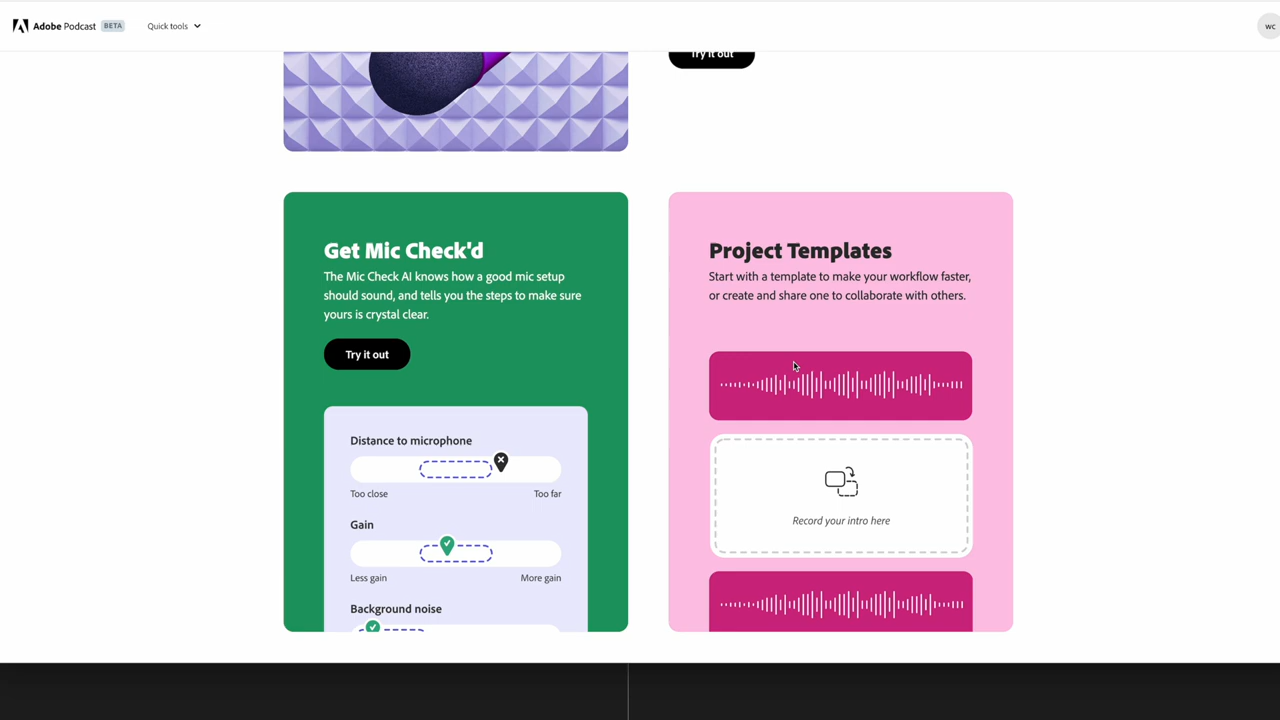 Adobe Podcast BETA Quick tools
WC
Try it out
Get Mic Check'd
The Mic Check AI knows how a good mic setup
should sound, and tells you the steps to make sure
yours is crystal clear.
Try it out
Distance to microphone
Too close Too far
Gain
Less gain More gain
Background noise
Project Templates
Start with a template to make your workflow faster,
or create and share one to collaborate with others.
Record your intro here